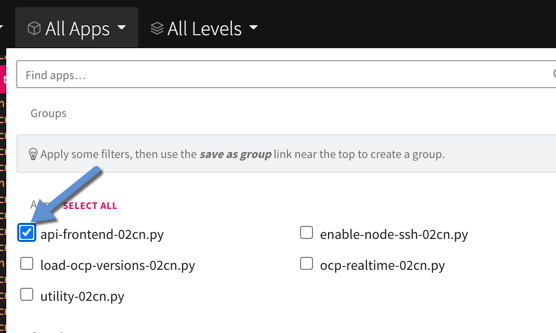 All Apps All Levels
Find apps...
Groups
Apply some filters, then use the save as group link near the top to create a group.
SELECT ALL
api-frontend-02cn.py enable-node-ssh-02cn.py
load-ocp-versions-02cn.py ocp-realtime-02cn.py
utility-02cn.py